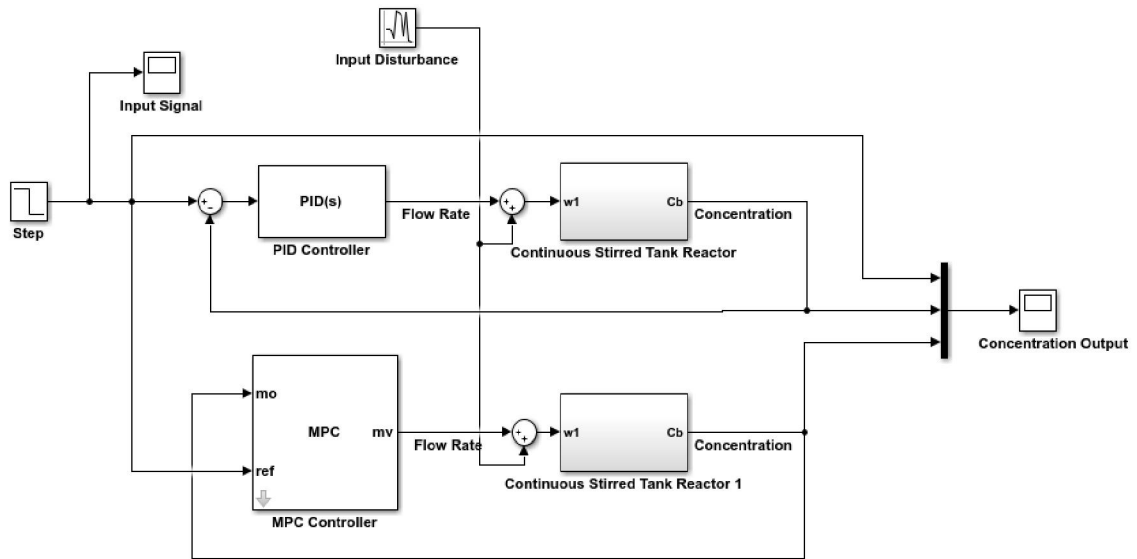 Input Disturbance
Input Signal
Step
+
−
PID(s)
PID Controller
Flow Rate
+
+
w1
Cb
Concentration
Continuous Stirred Tank Reactor
Concentration Output
mo
MPC
mv
ref
MPC Controller
Flow Rate
+
+
w1
Cb
Concentration
Continuous Stirred Tank Reactor 1